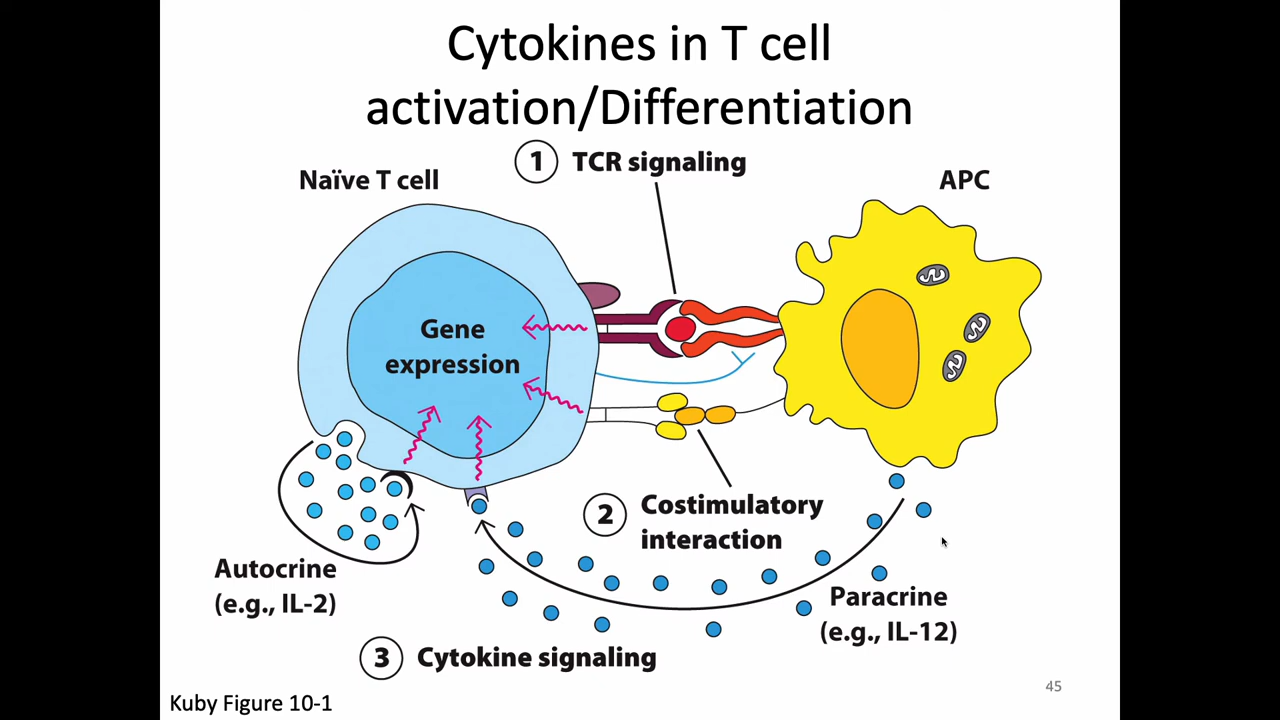 Cytokines in T cell
activation/Differentiation
1 TCR signaling
Naïve T cell
APC
Gene
expression
2 Costimulatory
interaction
Autocrine
(e.g., IL-2)
Paracrine
(e.g., IL-12)
3 Cytokine signaling
45
Kuby Figure 10-1